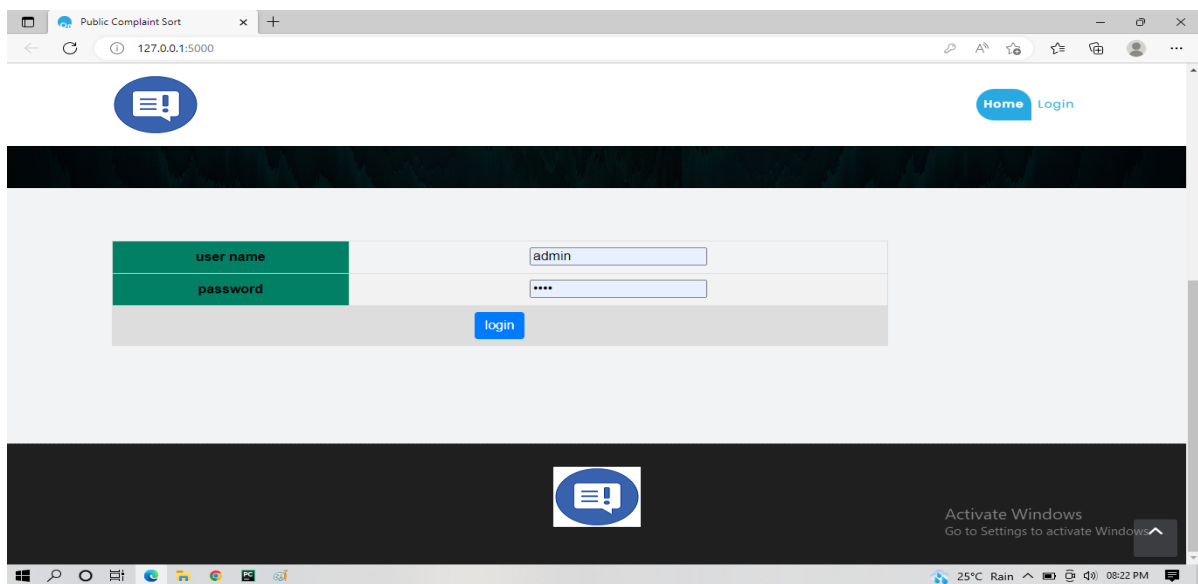 Public Complaint Sort
127.0.0.1:5000
Home Login
user name admin
password ••••
login
Activate Windows
Go to Settings to activate Windows.
PC
25°C Rain 08:22 PM